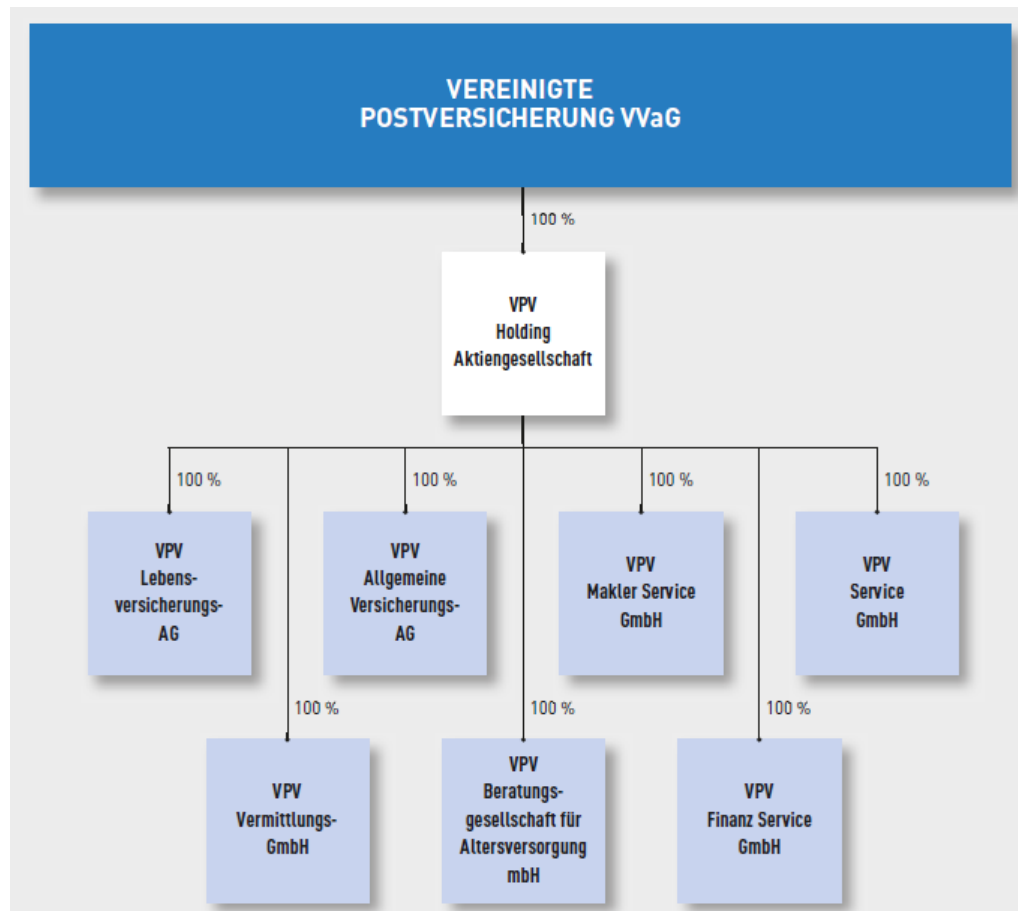 VEREINIGTE
POSTVERSICHERUNG VVaG
100 %
VPV
Holding
Aktiengesellschaft
100 %
100 %
100 %
100 %
VPV
Lebens-
versicherungs-
AG
VPV
Allgemeine
Versicherungs-
AG
VPV
Makler Service
GmbH
VPV
Service
GmbH
100 %
100 %
100 %
VPV
Vermittlungs-
GmbH
VPV
Beratungs-
gesellschaft für
Altersversorgung
mbH
VPV
Finanz Service
GmbH